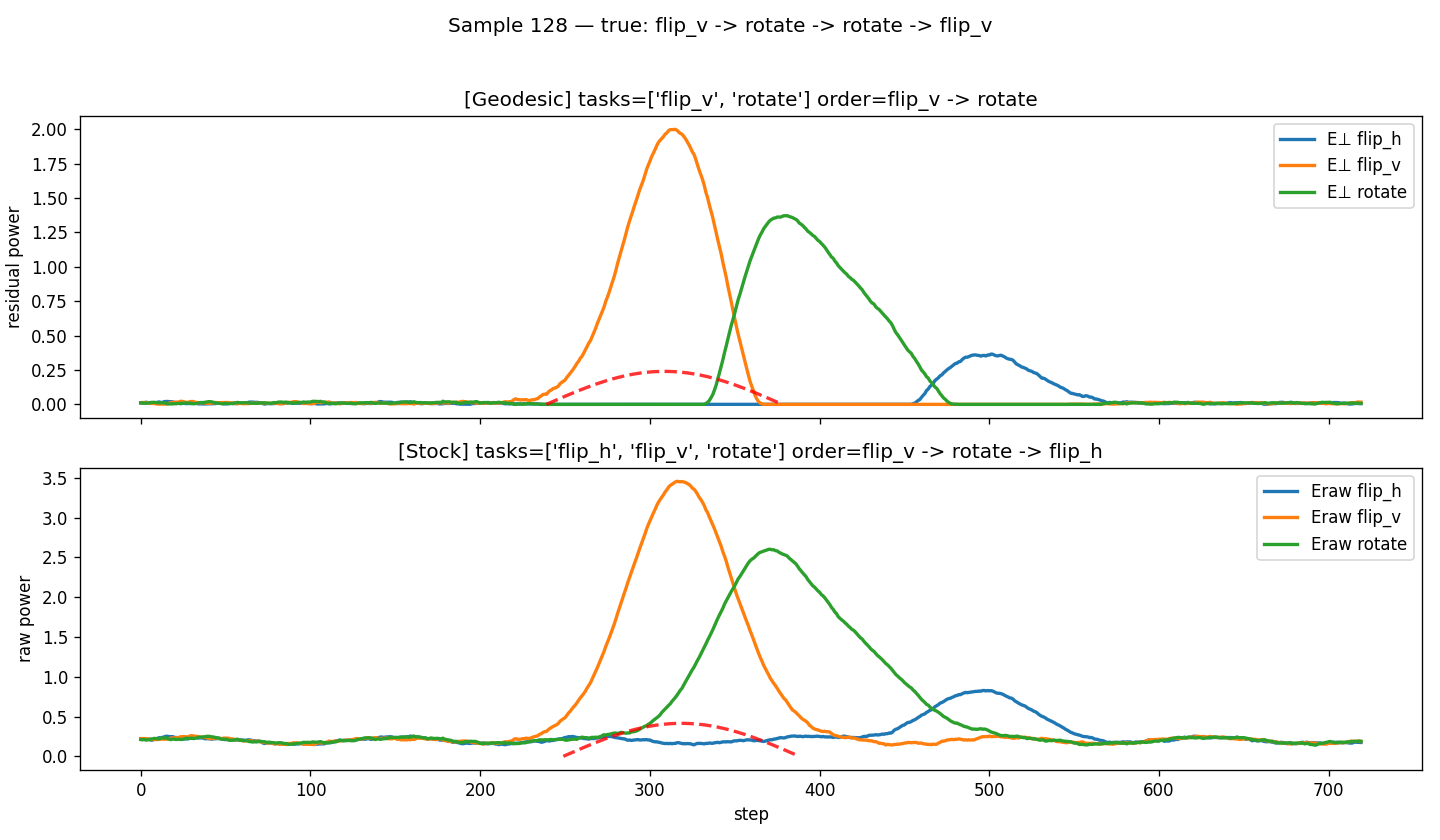 Sample 128 — true: flip_v -> rotate -> rotate -> flip_v
[Geodesic] tasks=['flip_v', 'rotate'] order=flip_v -> rotate
2.00
1.75
1.50
1.25
1.00
0.75
0.50
0.25
0.00
residual power
E⊥ flip_h
E⊥ flip_v
E⊥ rotate
[Stock] tasks=['flip_h', 'flip_v', 'rotate'] order=flip_v -> rotate -> flip_h
3.5
3.0
2.5
2.0
1.5
1.0
0.5
0.0
raw power
Eraw flip_h
Eraw flip_v
Eraw rotate
0 100 200 300 400 500 600 700
step